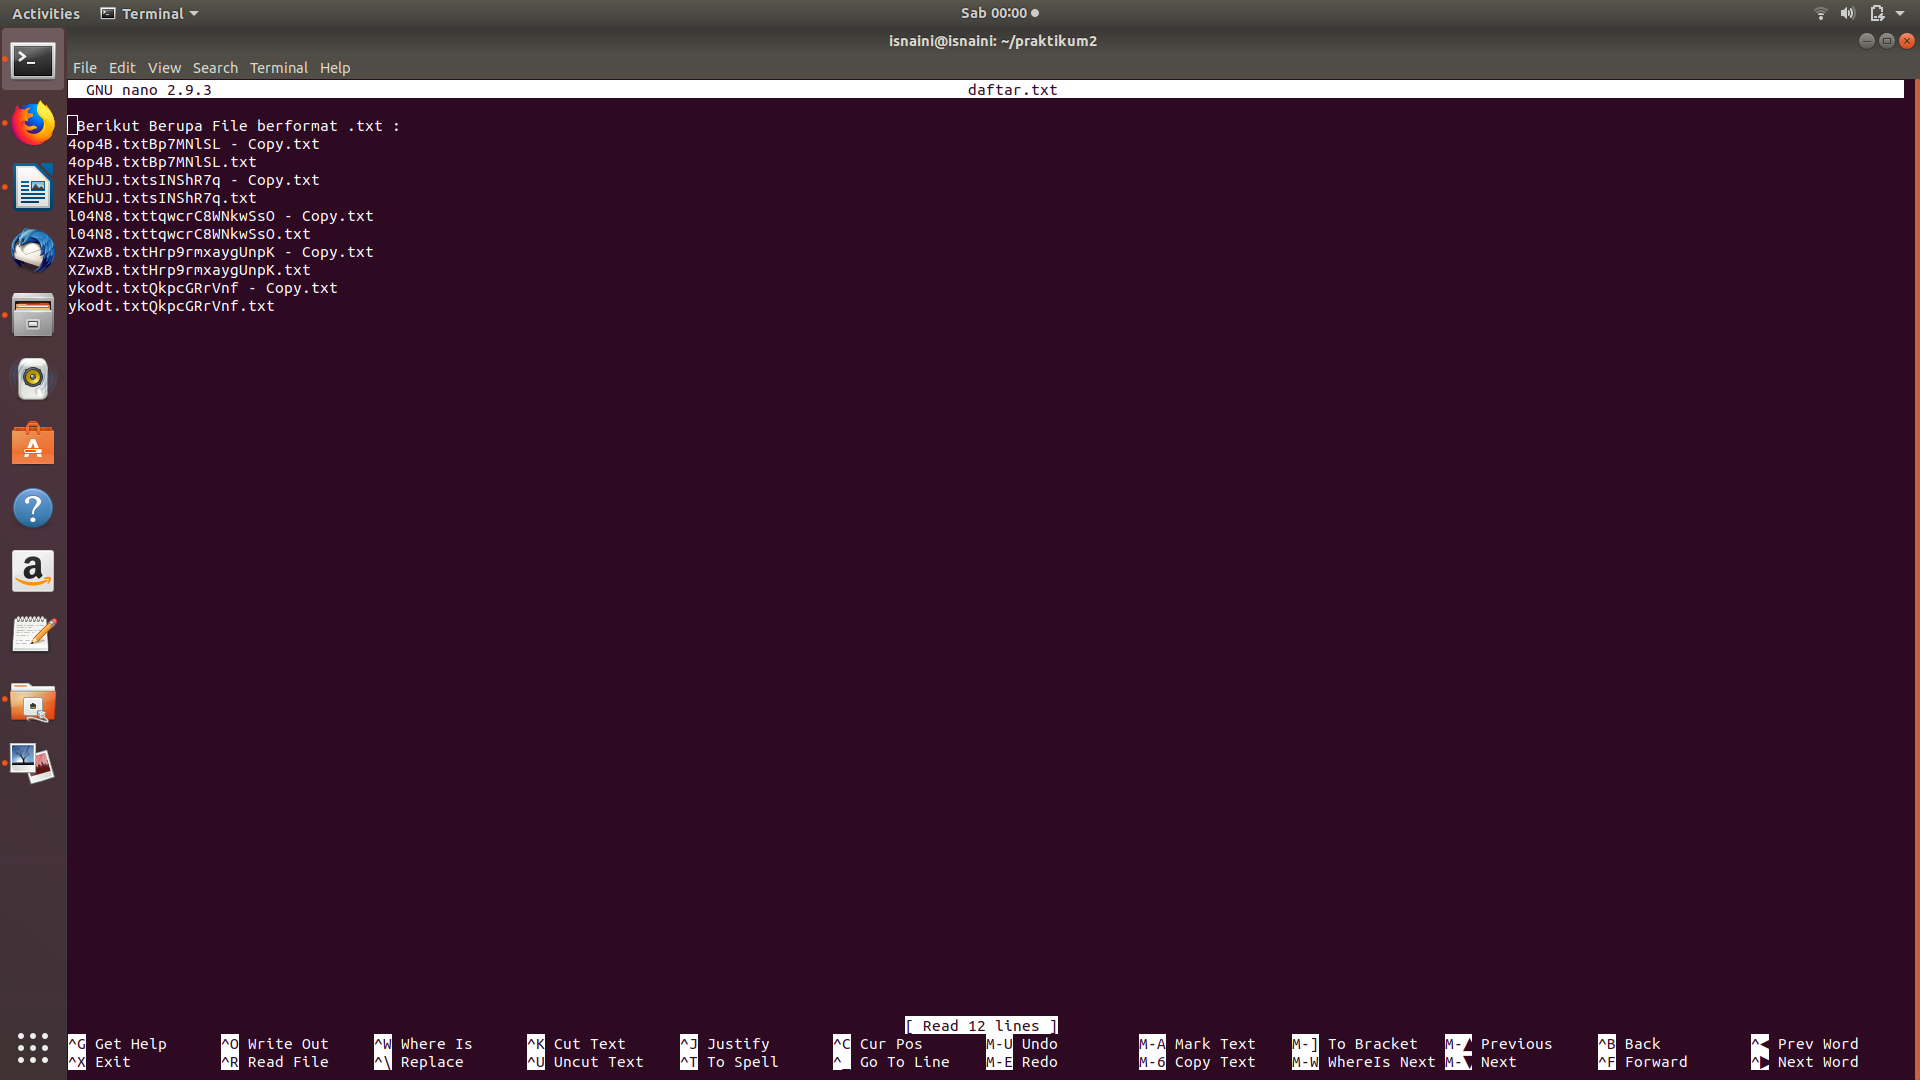 Activities Terminal Sab 00:00
isnaini@isnaini: ~/praktikum2
File Edit View Search Terminal Help
GNU nano 2.9.3 daftar.txt
Berikut Berupa File berformat .txt :
4op4B.txtBp7MNlSL - Copy.txt
4op4B.txtBp7MNlSL.txt
KEhUJ.txtsINShR7q - Copy.txt
KEhUJ.txtsINShR7q.txt
l04N8.txttqwcrC8WNkwSsO - Copy.txt
l04N8.txttqwcrC8WNkwSsO.txt
XZwxB.txtHrp9rmxaygUnpK - Copy.txt
XZwxB.txtHrp9rmxaygUnpK.txt
ykodt.txtQkpcGRrVnf - Copy.txt
ykodt.txtQkpcGRrVnf.txt
[ Read 12 lines ]
^G Get Help ^O Write Out ^W Where Is ^K Cut Text ^J Justify ^C Cur Pos M-U Undo M-A Mark Text M-] To Bracket M-▲ Previous ^B Back ^◀ Prev Word
^X Exit ^R Read File ^\ Replace ^U Uncut Text ^T To Spell ^_ Go To Line M-E Redo M-6 Copy Text M-W WhereIs Next M-▼ Next ^F Forward ^▶ Next Word